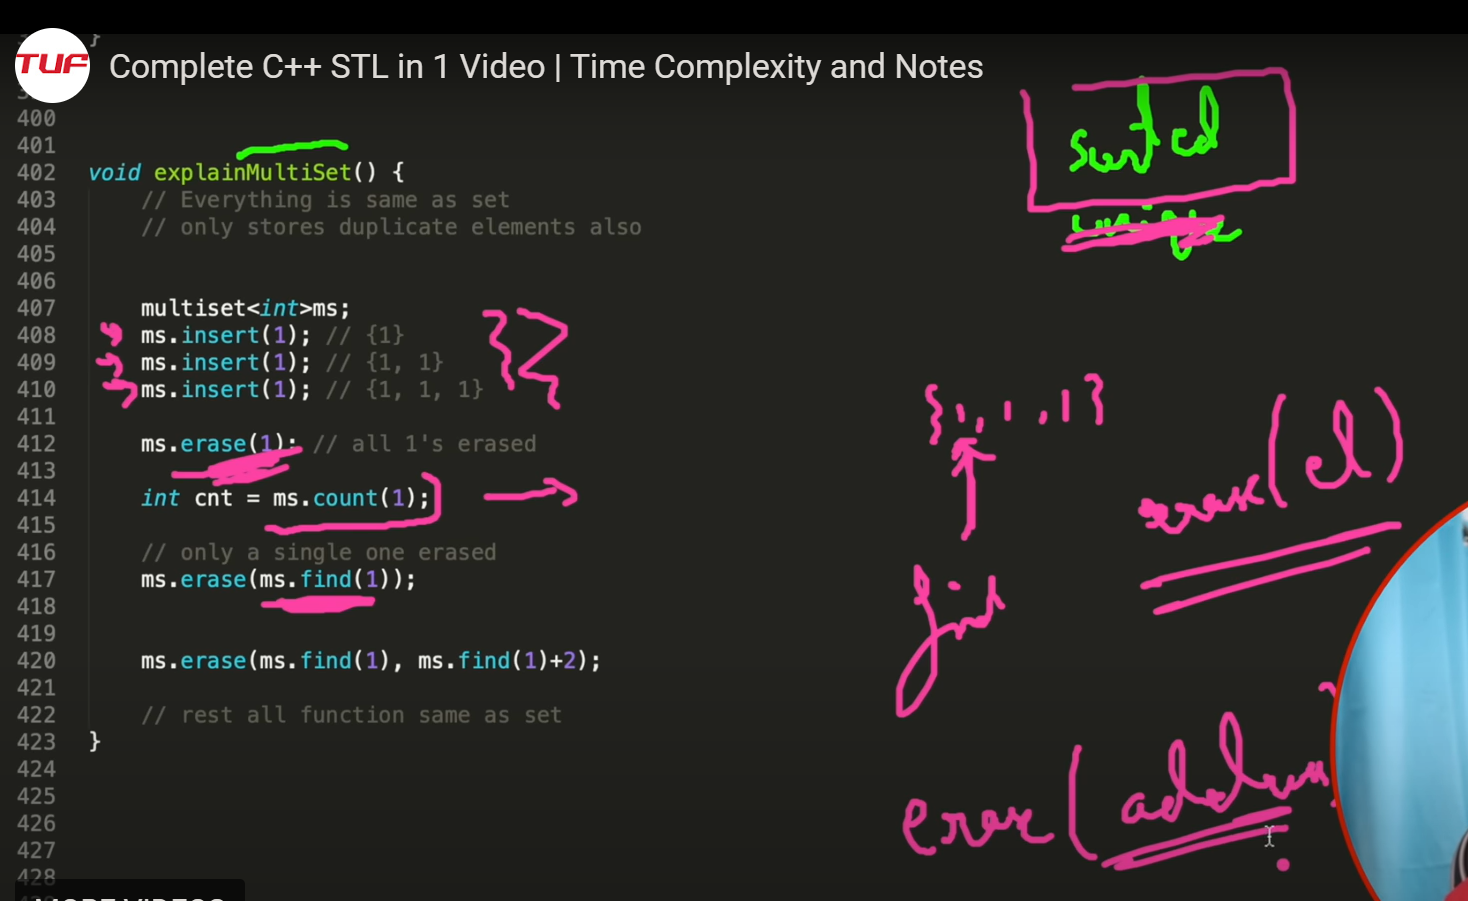 TUF
Complete C++ STL in 1 Video | Time Complexity and Notes
}
400
401
402 void explainMultiSet() {
403 // Everything is same as set
404 // only stores duplicate elements also
405
406
407 multiset<int>ms;
408 ms.insert(1); // {1}
409 ms.insert(1); // {1, 1}
410 ms.insert(1); // {1, 1, 1}
411
412 ms.erase(1); // all 1's erased
413
414 int cnt = ms.count(1);
415
416 // only a single one erased
417 ms.erase(ms.find(1));
418
419
420 ms.erase(ms.find(1), ms.find(1)+2);
421
422 // rest all function same as set
423 }
424
425
426
427
428
MORE VIDEOS
sorted
unique
{1, 1, 1}
erase(el)
find
erase(address